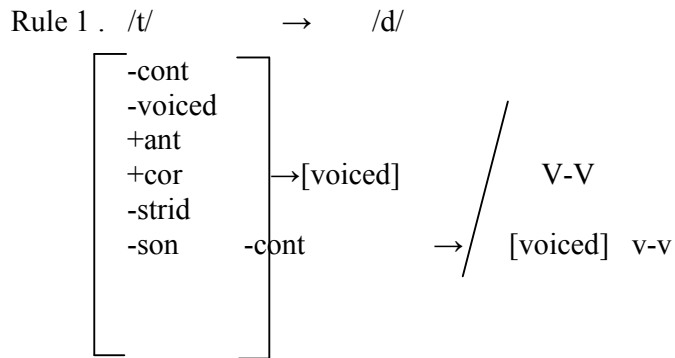 Rule 1 . /t/ → /d/
-cont
-voiced
+ant
+cor →[voiced] V-V
-strid
-son -cont → [voiced] v-v